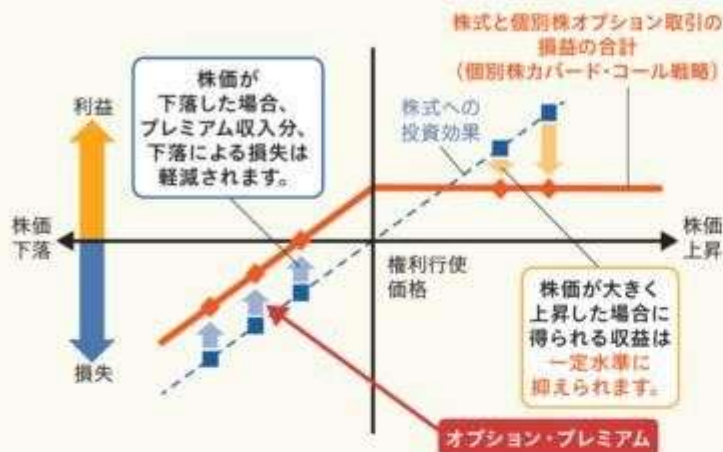 株式と個別株オプション取引の
損益の合計
（個別株カバード・コール戦略）
株価が
下落した場合、
プレミアム収入分、
下落による損失は
軽減されます。
利益
株式への
投資効果
株価
下落
株価
上昇
権利行使
価格
株価が大きく
上昇した場合に
得られる収益は
一定水準に
抑えられます。
損失
オプション・プレミアム